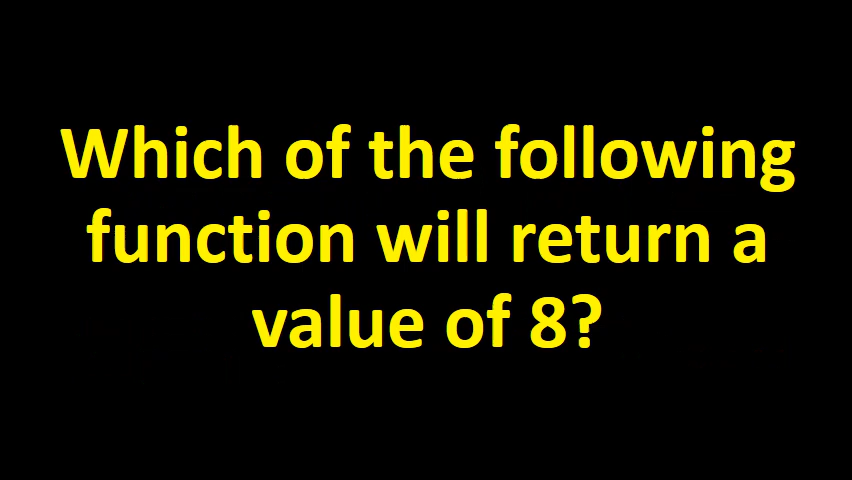 Which of the following
function will return a
value of 8?